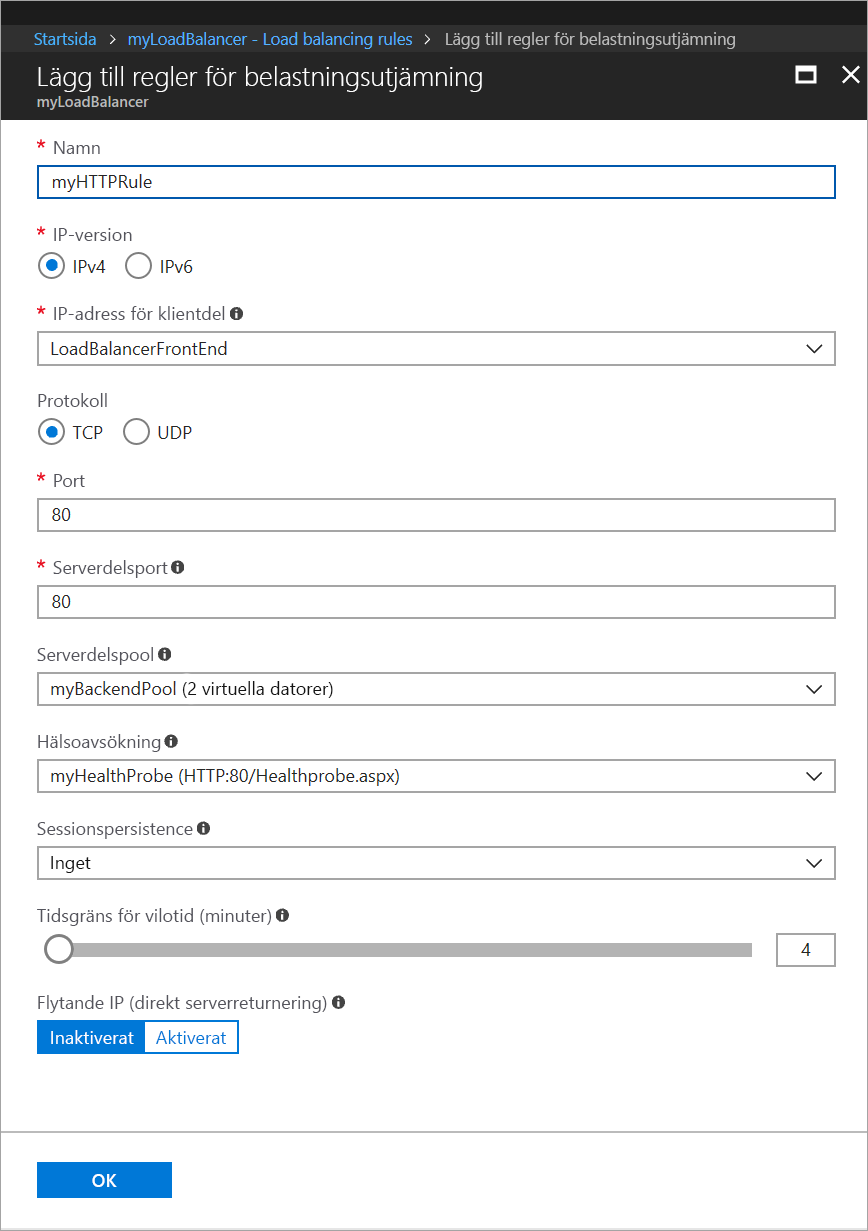 Startsida > myLoadBalancer - Load balancing rules > Lägg till regler för belastningsutjämning
Lägg till regler för belastningsutjämning
myLoadBalancer
* Namn
myHTTPRule
* IP-version
IPv4 IPv6
* IP-adress för klientdel
LoadBalancerFrontEnd
Protokoll
TCP UDP
* Port
80
* Serverdelsport
80
Serverdelspool
myBackendPool (2 virtuella datorer)
Hälsoavsökning
myHealthProbe (HTTP:80/Healthprobe.aspx)
Sessionspersistence
Inget
Tidsgräns för vilotid (minuter)
4
Flytande IP (direkt serverreturnering)
Inaktiverat Aktiverat
OK